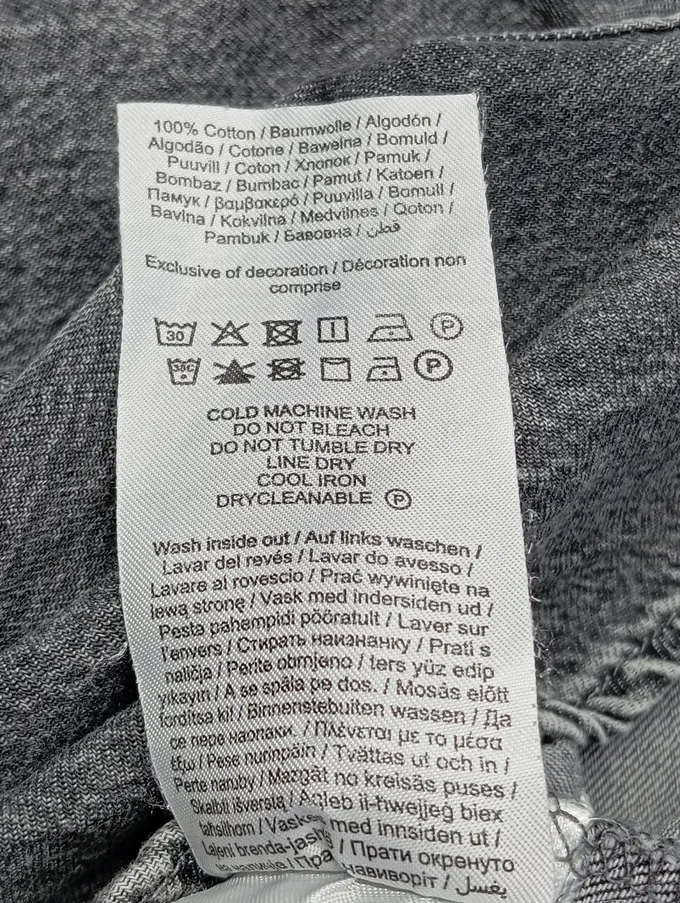 100% Cotton / Baumwolle / Algodón /
Algodão / Cotone / Bawełna / Bomuld /
Puuvill / Coton / Хлопок / Pamuk /
Bombaz / Bumbac / Pamut / Katoen /
Памук / βαμβακερό / Puuvilla / Bomull /
Bavlna / Kokvilna / Medvilnės / Qoton /
Pambuk / Бавовна / قطن
Exclusive of decoration / Décoration non
comprise
30 P
P
COLD MACHINE WASH
DO NOT BLEACH
DO NOT TUMBLE DRY
LINE DRY
COOL IRON
DRYCLEANABLE P
Wash inside out / Auf links waschen /
Lavar del revés / Lavar do avesso /
Lavare al rovescio / Prać wywinięte na
lewą stronę / Vask med indersiden ud /
Pesta pahempidi pööratult / Laver sur
l'envers / Стирать наизнанку / Prati s
naličja / Perite obrnjeno / ters yüz edip
yıkayın / A se spăla pe dos. / Mosás előtt
fordítsa ki / Binnenstebuiten wassen / Да
се пере наопаки. / Πλένεται με το μέσα
έξω / Pese nurinpäin / Tvättas ut och in /
Perte naruby / Mazgāt no kreisās puses /
Skalbti išvertus / Aħsel il-ħwejjeġ biex
/ Vaskes med innsiden ut /
/ Прати окренуто
на / навиворіт / يغسل